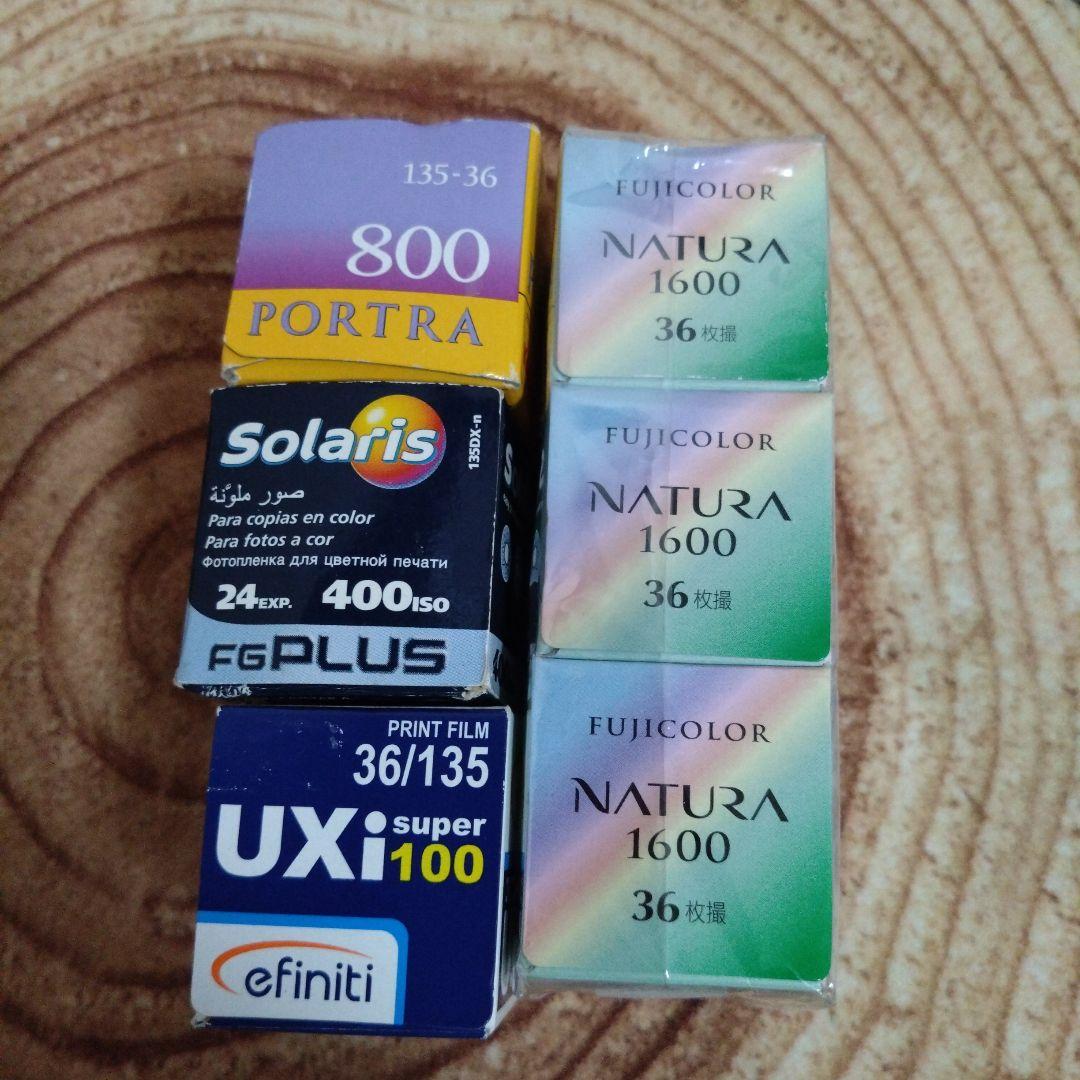 135-36
800
PORTRA
Solaris
135DX-n
صور ملوَّنة
Para copias en color
Para fotos a cor
Фотопленка для цветной печати
24EXP. 400ISO
FGPLUS
PRINT FILM
36/135
UXi super
100
efiniti
FUJICOLOR
NATURA
1600
36枚撮
FUJICOLOR
NATURA
1600
36枚撮
FUJICOLOR
NATURA
1600
36枚撮